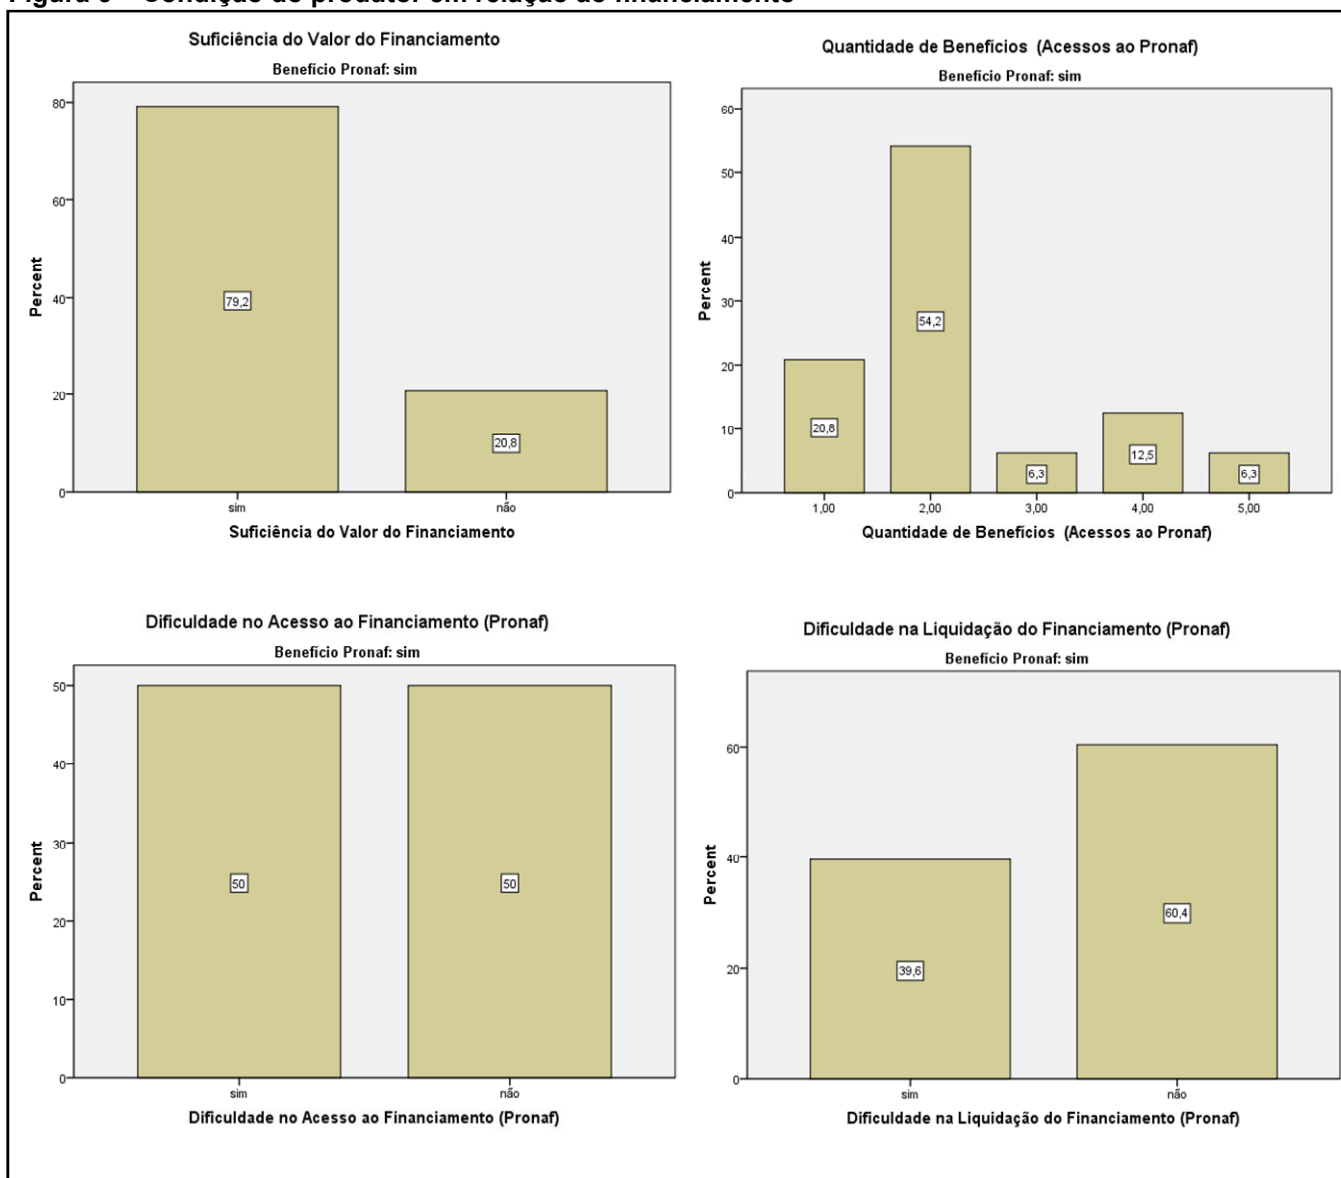 Suficiência do Valor do Financiamento
Benefício Pronaf: sim
Percent
80
60
40
20
0
79,2
20,8
sim
não
Suficiência do Valor do Financiamento
Quantidade de Benefícios (Acessos ao Pronaf)
Benefício Pronaf: sim
Percent
60
50
40
30
20
10
0
20,8
54,2
6,3
12,5
6,3
1,00
2,00
3,00
4,00
5,00
Quantidade de Benefícios (Acessos ao Pronaf)
Dificuldade no Acesso ao Financiamento (Pronaf)
Benefício Pronaf: sim
Percent
50
40
30
20
10
0
50
50
sim
não
Dificuldade no Acesso ao Financiamento (Pronaf)
Dificuldade na Liquidação do Financiamento (Pronaf)
Benefício Pronaf: sim
Percent
60
40
20
0
39,6
60,4
sim
não
Dificuldade na Liquidação do Financiamento (Pronaf)